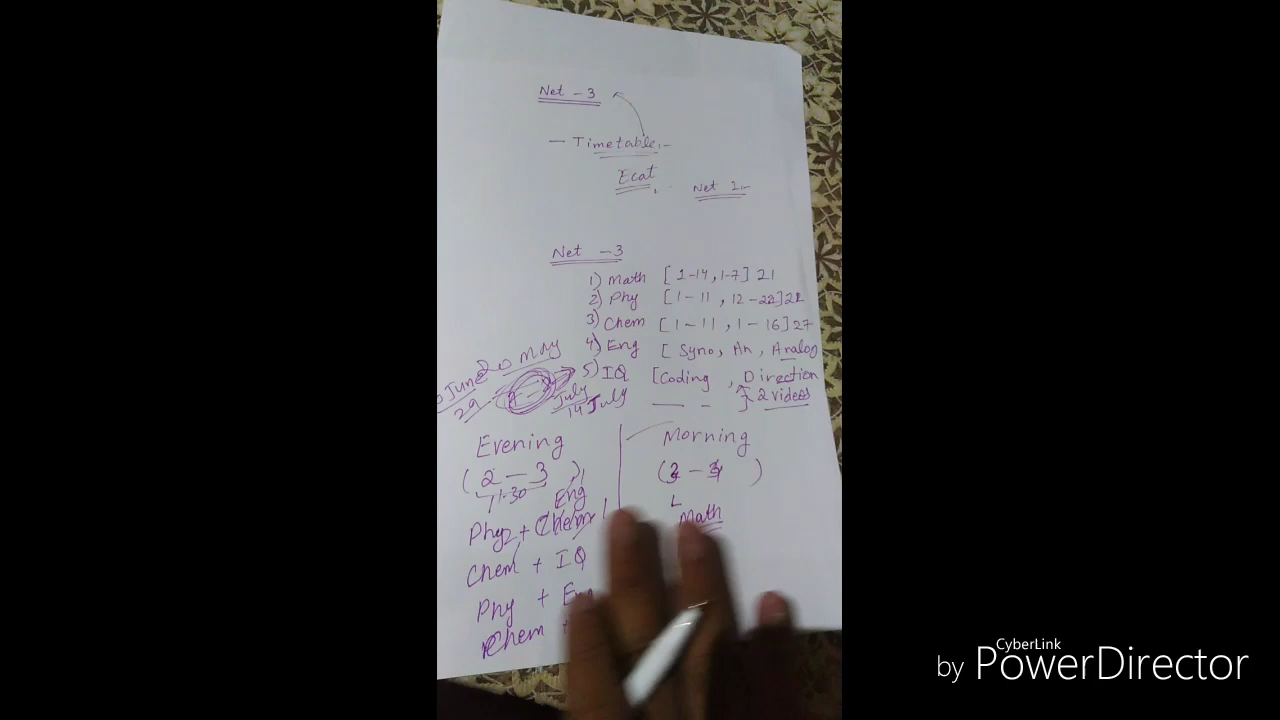 Net - 3
- Timetable :-
Ecat
Net 1 :-
Net - 3
1) Math [ 1-14, 1-7 ] 21
2) Phy [ 1-11, 12-22 ] 22
3) Chem [ 1-11, 1-16 ] 27
4) Eng [ Syno, An, Analog
5) IQ [Coding, Direction
— - ] 2 videos
20 May
June
29
July
14 July
Evening
( 2 — 3 )
1-30
Eng
Phy + Chem
Chem + IQ
Phy + En
Chem +
Morning
(3 - 4 )
Math
CyberLink
by PowerDirector